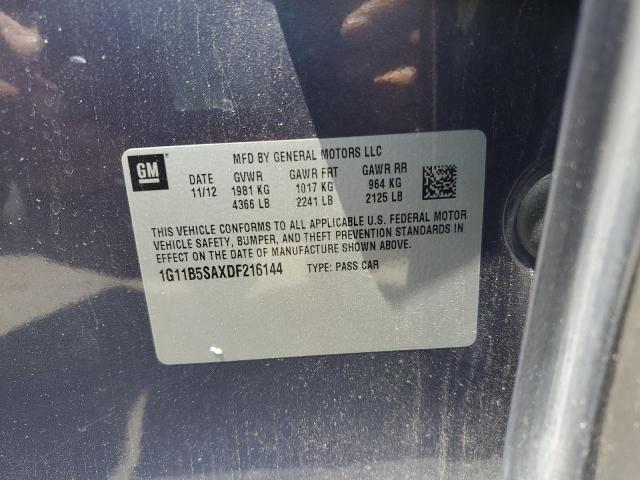 GM
MFD BY GENERAL MOTORS LLC
DATE GVWR GAWR FRT GAWR RR
11/12 1981 KG 1017 KG 964 KG
4366 LB 2241 LB 2125 LB
THIS VEHICLE CONFORMS TO ALL APPLICABLE U.S. FEDERAL MOTOR
VEHICLE SAFETY, BUMPER, AND THEFT PREVENTION STANDARDS IN
EFFECT ON THE DATE OF MANUFACTURE SHOWN ABOVE.
1G11B5SAXDF216144 TYPE: PASS CAR